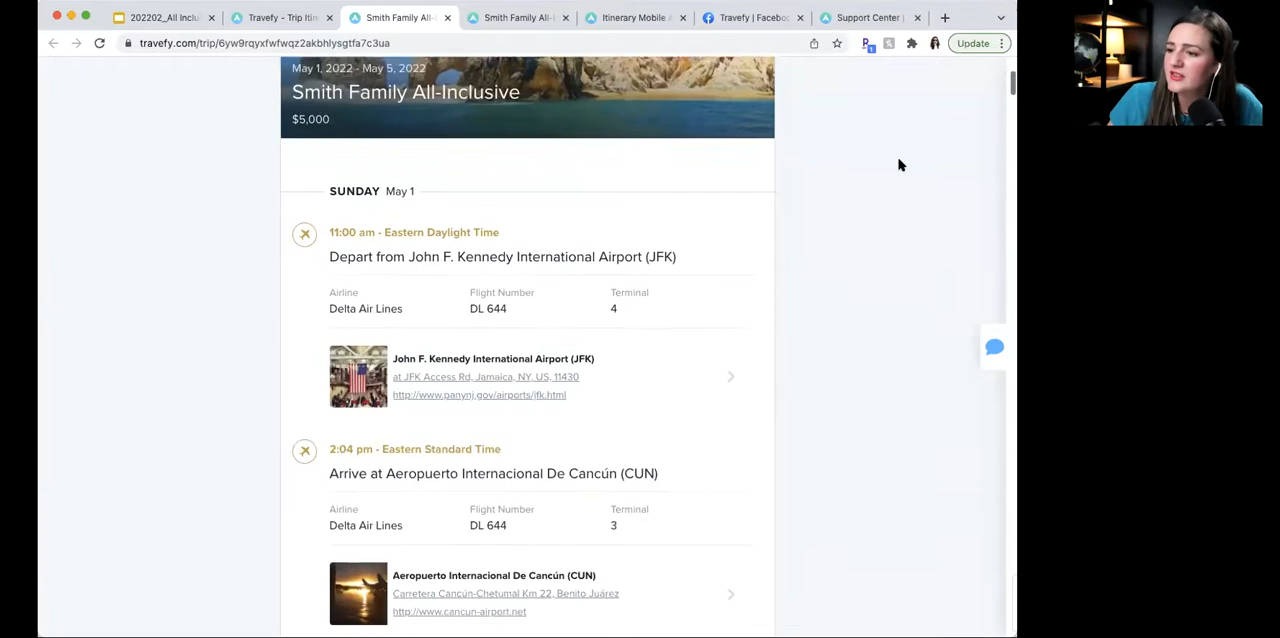 202202_All Inclu
Travefy - Trip Itin
Smith Family All-
Smith Family All-
Itinerary Mobile
Travefy | Faceboo
Support Center |
travefy.com/trip/6yw9rqyxfwfwqz2akbhlysgtfa7c3ua
Update
May 1, 2022 - May 5, 2022
Smith Family All-Inclusive
$5,000
SUNDAY May 1
11:00 am - Eastern Daylight Time
Depart from John F. Kennedy International Airport (JFK)
Airline Flight Number Terminal
Delta Air Lines DL 644 4
John F. Kennedy International Airport (JFK)
at JFK Access Rd, Jamaica, NY, US, 11430
http://www.panynj.gov/airports/jfk.html
2:04 pm - Eastern Standard Time
Arrive at Aeropuerto Internacional De Cancún (CUN)
Airline Flight Number Terminal
Delta Air Lines DL 644 3
Aeropuerto Internacional De Cancún (CUN)
Carretera Cancún-Chetumal Km 22, Benito Juárez
http://www.cancun-airport.net